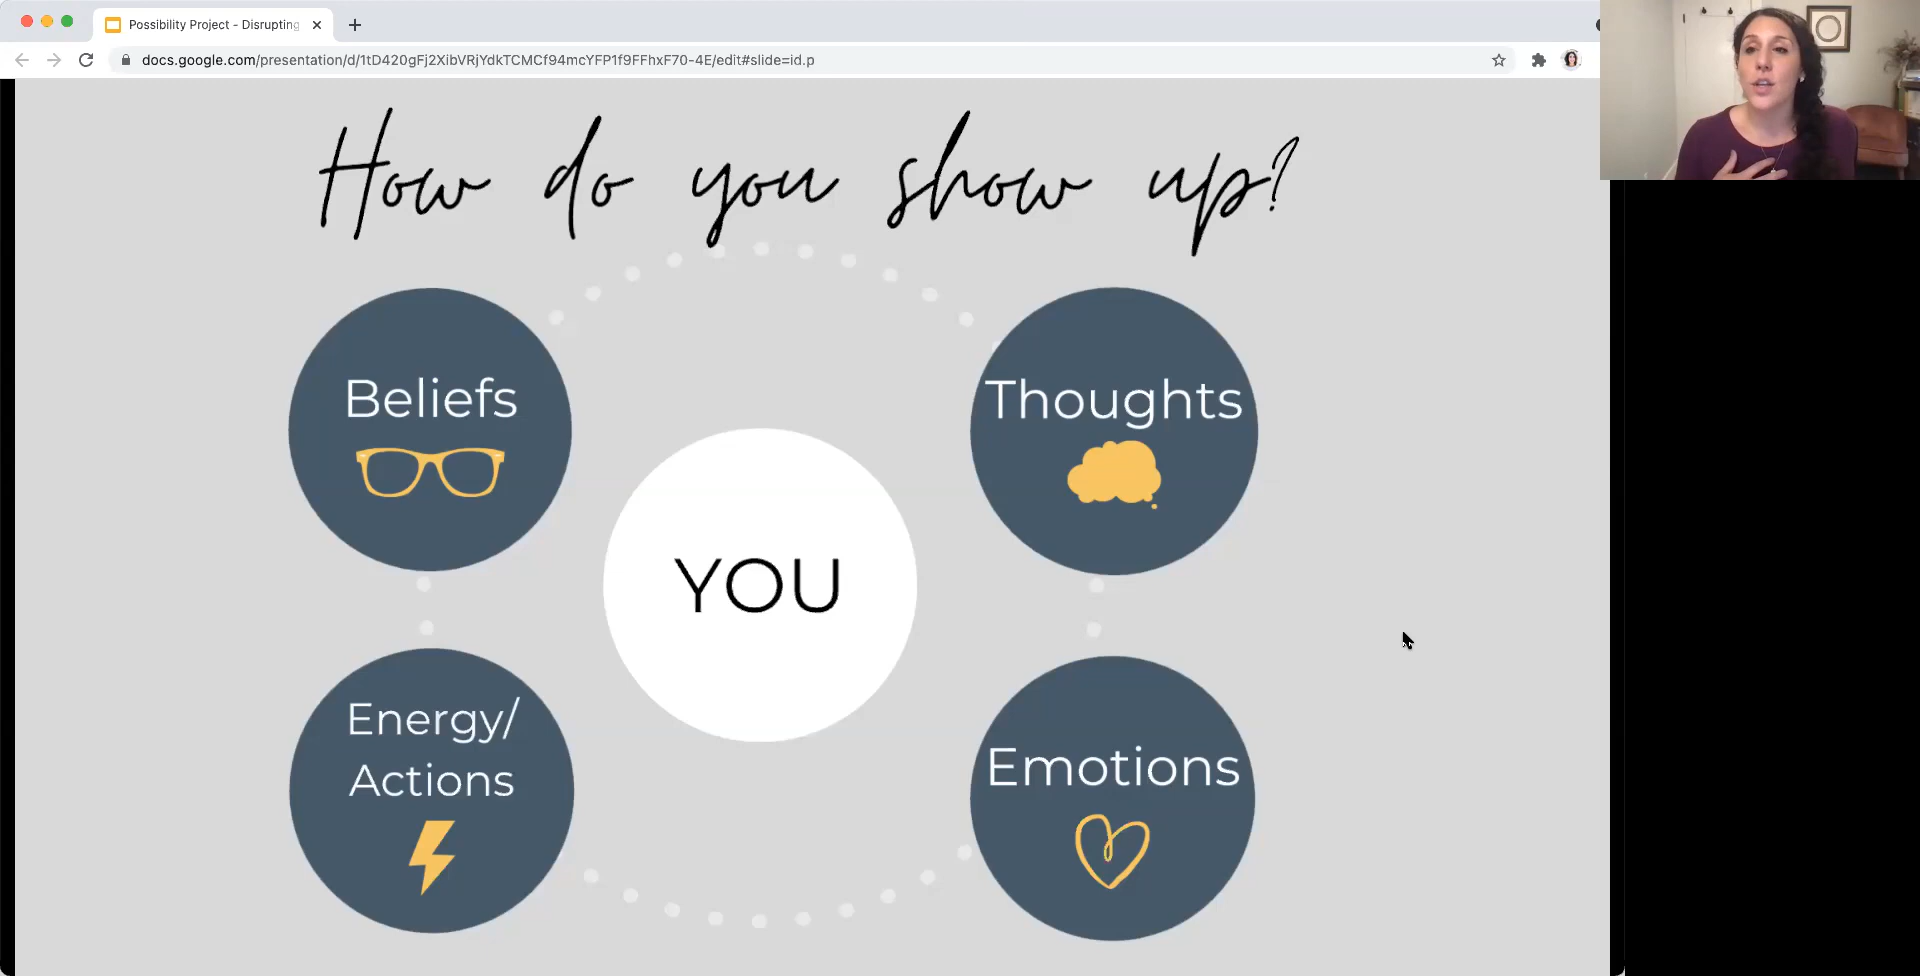 Possibility Project - Disrupting
docs.google.com/presentation/d/1tD420gFj2XibVRjYdkTCMCf94mcYFP1f9FFhxF70-4E/edit#slide=id.p
How do you show up?
Beliefs
Thoughts
YOU
Energy/
Actions
Emotions